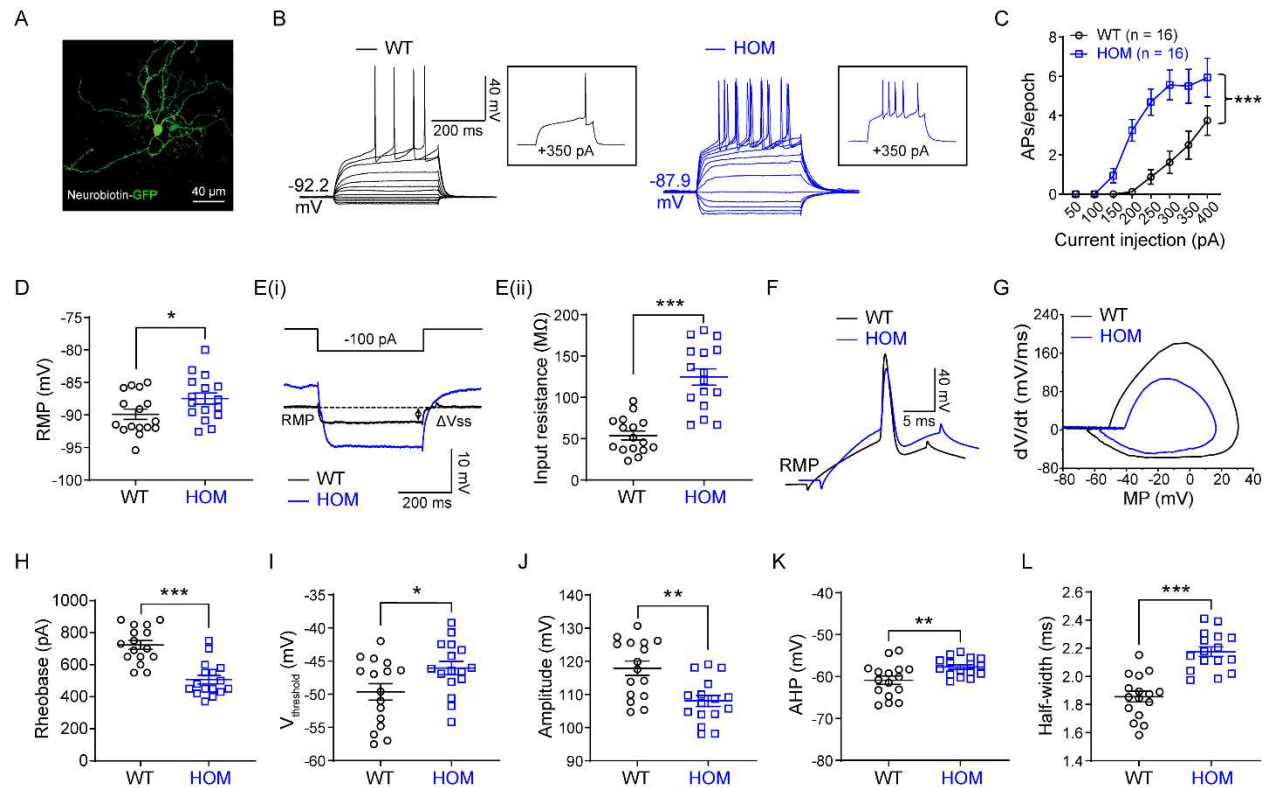 A
Neurobiotin-GFP
40 µm
B
WT
40 mV
200 ms
-92.2
mV
+350 pA
HOM
-87.9
mV
+350 pA
C
WT (n = 16)
HOM (n = 16)
APs/epoch
8
6
4
2
0
***
50
100
150
200
250
300
350
400
Current injection (pA)
D
RMP (mV)
-75
-80
-85
-90
-95
-100
*
WT
HOM
E(i)
-100 pA
RMP
ΔVss
WT
HOM
10 mV
200 ms
E(ii)
Input resistance (MΩ)
200
150
100
50
0
***
WT
HOM
F
WT
HOM
40 mV
5 ms
RMP
G
WT
HOM
dV/dt (mV/ms)
240
160
80
0
-80
-80
-60
-40
-20
0
20
40
MP (mV)
H
Rheobase (pA)
1000
800
600
400
200
0
***
WT
HOM
I
Vthreshold (mV)
-35
-40
-45
-50
-55
-60
*
WT
HOM
J
Amplitude (mV)
140
130
120
110
100
90
**
WT
HOM
K
AHP (mV)
-40
-50
-60
-70
-80
**
WT
HOM
L
Half-width (ms)
2.6
2.4
2.2
2.0
1.8
1.6
1.4
***
WT
HOM